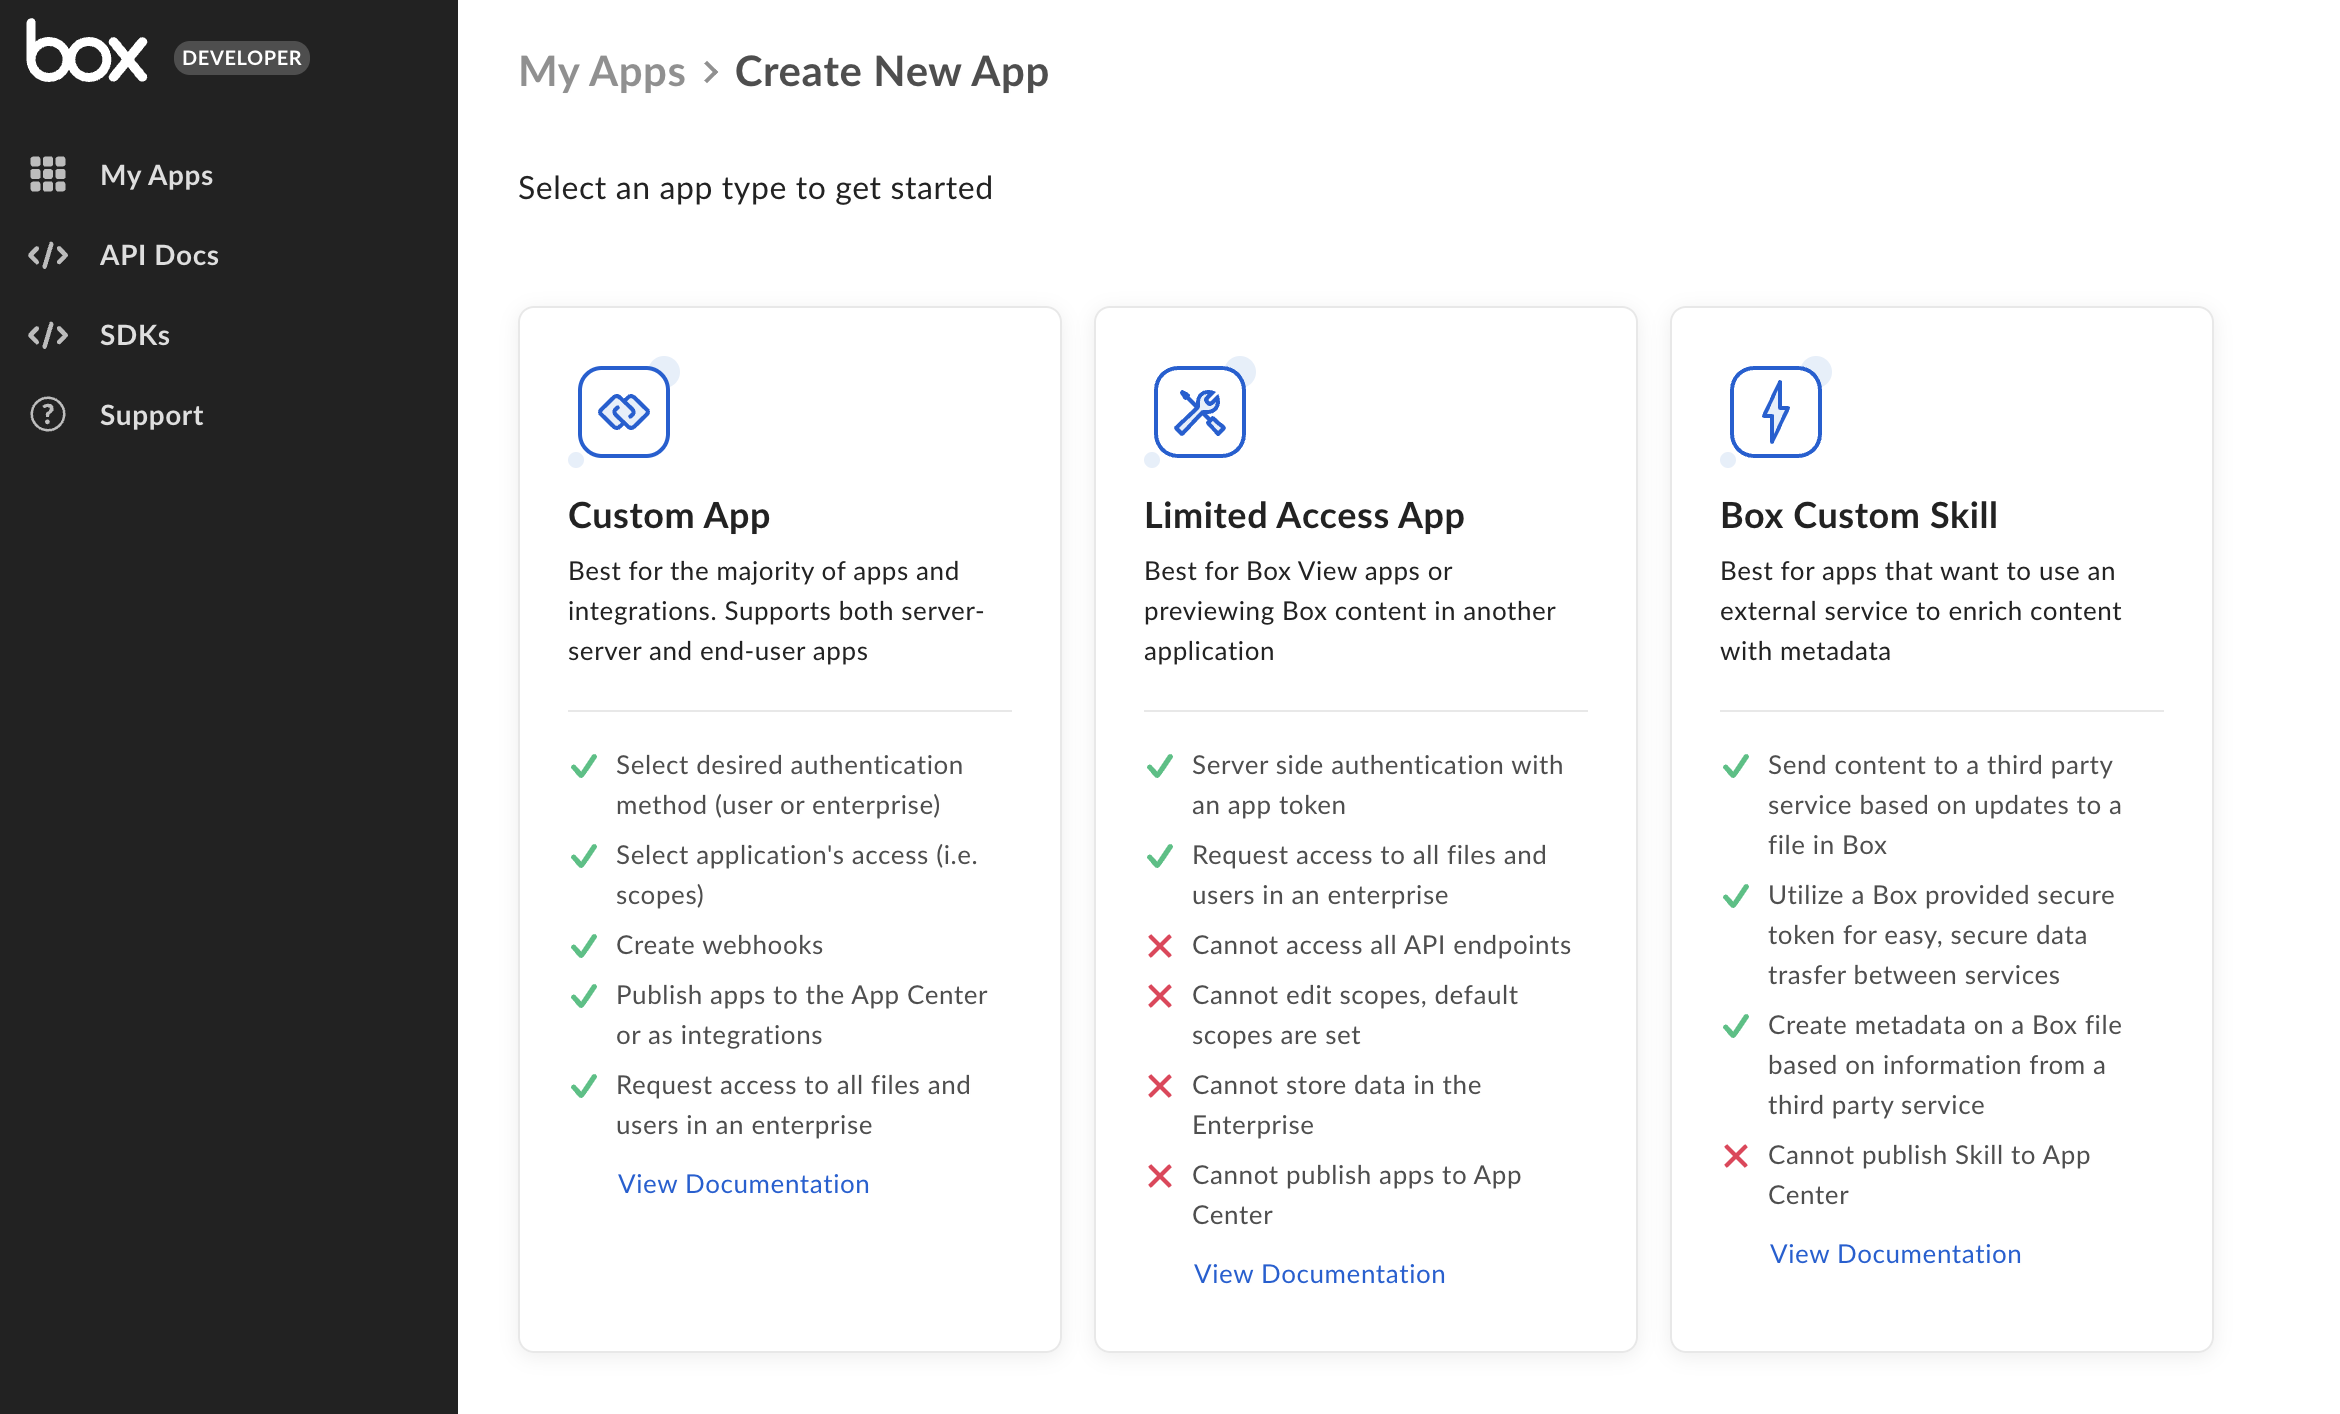 box DEVELOPER
My Apps
API Docs
SDKs
Support
My Apps > Create New App
Select an app type to get started
Custom App
Best for the majority of apps and
integrations. Supports both server-
server and end-user apps
Select desired authentication
method (user or enterprise)
Select application's access (i.e.
scopes)
Create webhooks
Publish apps to the App Center
or as integrations
Request access to all files and
users in an enterprise
View Documentation
Limited Access App
Best for Box View apps or
previewing Box content in another
application
Server side authentication with
an app token
Request access to all files and
users in an enterprise
Cannot access all API endpoints
Cannot edit scopes, default
scopes are set
Cannot store data in the
Enterprise
Cannot publish apps to App
Center
View Documentation
Box Custom Skill
Best for apps that want to use an
external service to enrich content
with metadata
Send content to a third party
service based on updates to a
file in Box
Utilize a Box provided secure
token for easy, secure data
trasfer between services
Create metadata on a Box file
based on information from a
third party service
Cannot publish Skill to App
Center
View Documentation